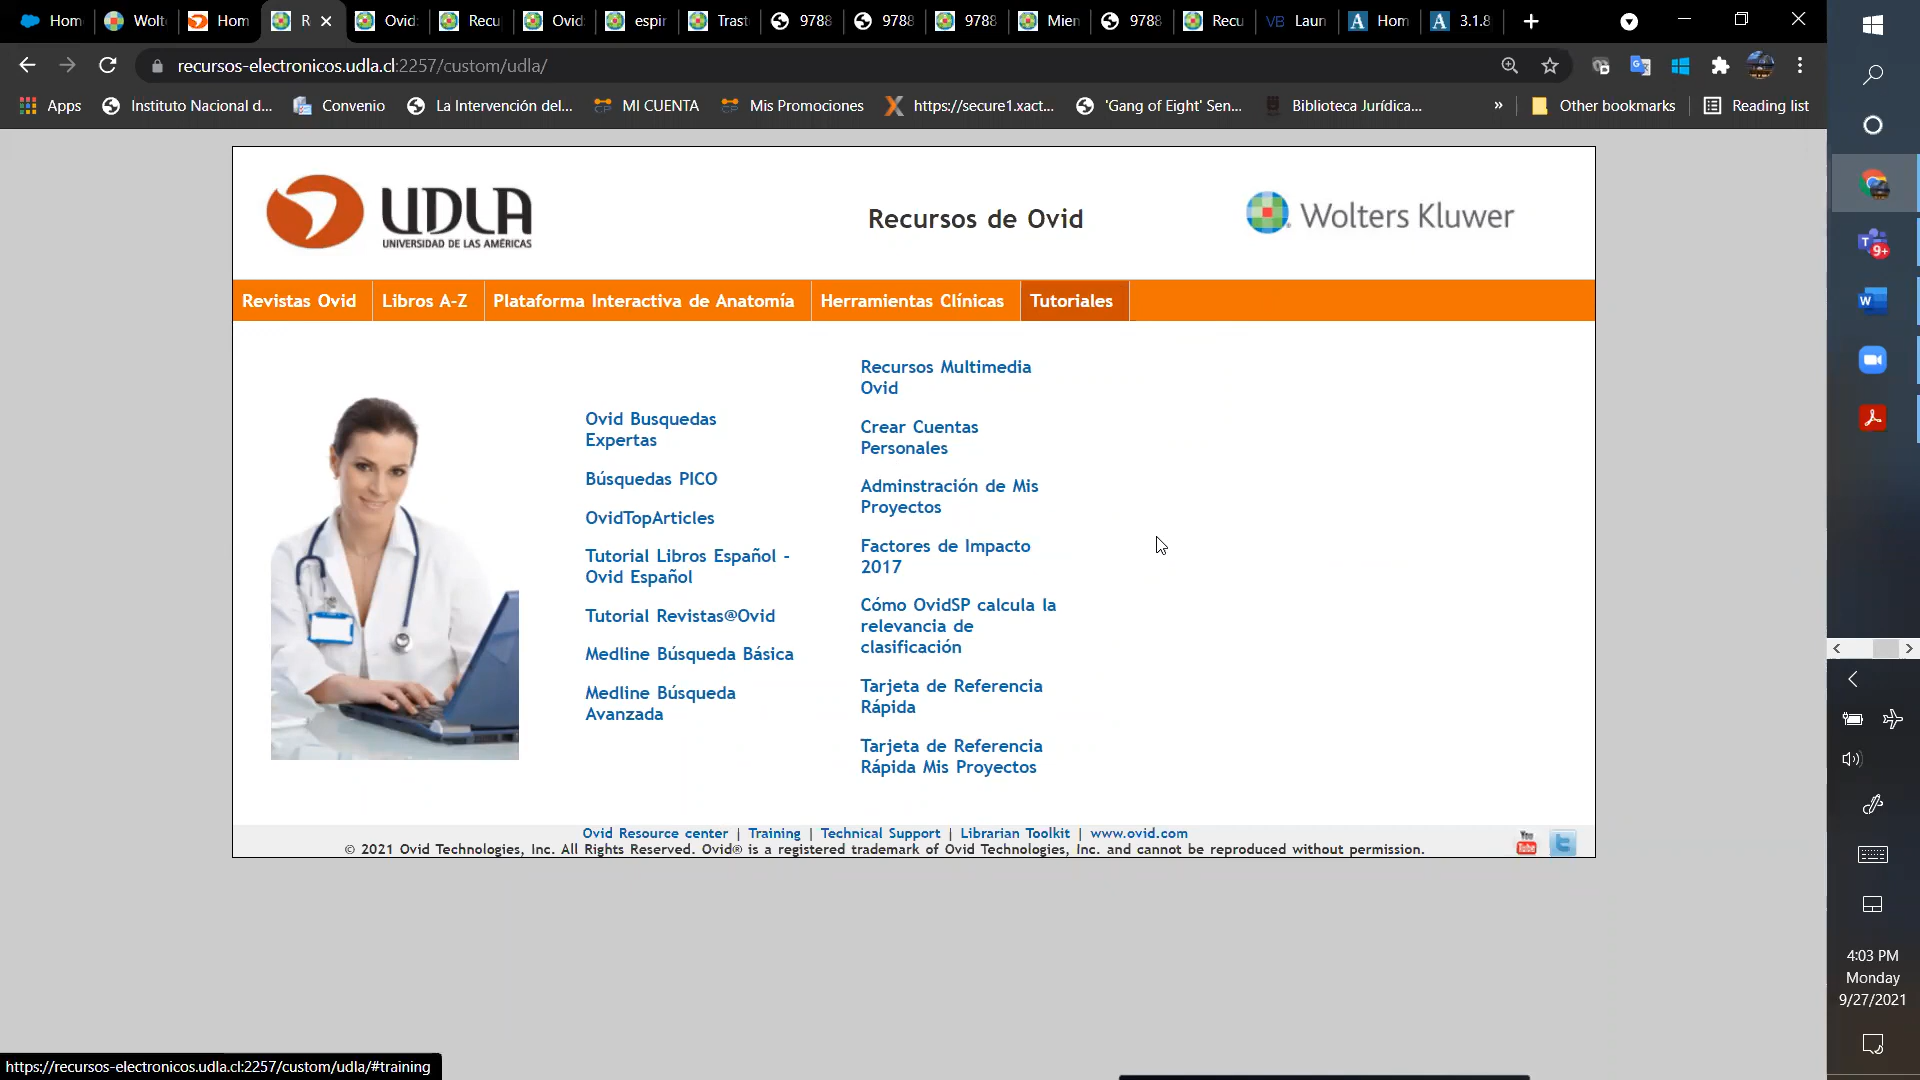 Hom
Wolt
Hom
R
Ovid
Recu
Ovid
espir
Trast
9788
9788
9788
Mien
9788
Recu
VB Laun
A Hom
A 3.1.8
recursos-electronicos.udla.cl:2257/custom/udla/
Apps
Instituto Nacional d...
Convenio
La Intervención del...
MI CUENTA
Mis Promociones
https://secure1.xact...
'Gang of Eight' Sen...
Biblioteca Jurídica...
»
Other bookmarks
Reading list
UDLA
UNIVERSIDAD DE LAS AMÉRICAS
Recursos de Ovid
Wolters Kluwer
Revistas Ovid
Libros A-Z
Plataforma Interactiva de Anatomía
Herramientas Clínicas
Tutoriales
Ovid Busquedas
Expertas
Búsquedas PICO
OvidTopArticles
Tutorial Libros Español -
Ovid Español
Tutorial Revistas@Ovid
Medline Búsqueda Básica
Medline Búsqueda
Avanzada
Recursos Multimedia
Ovid
Crear Cuentas
Personales
Adminstración de Mis
Proyectos
Factores de Impacto
2017
Cómo OvidSP calcula la
relevancia de
clasificación
Tarjeta de Referencia
Rápida
Tarjeta de Referencia
Rápida Mis Proyectos
Ovid Resource center | Training | Technical Support | Librarian Toolkit | www.ovid.com
© 2021 Ovid Technologies, Inc. All Rights Reserved. Ovid® is a registered trademark of Ovid Technologies, Inc. and cannot be reproduced without permission.
You
Tube
https://recursos-electronicos.udla.cl:2257/custom/udla/#training
9+
4:03 PM
Monday
9/27/2021